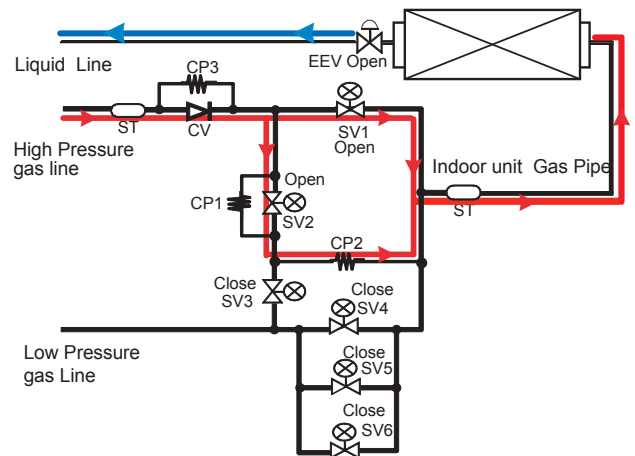 EEV Open
Liquid Line
CP3
ST
CV
SV1
Open
High Pressure
gas line
Indoor unit Gas Pipe
ST
Open
CP1
SV2
CP2
Close
SV3
Close
SV4
Low Pressure
gas Line
Close
SV5
Close
SV6